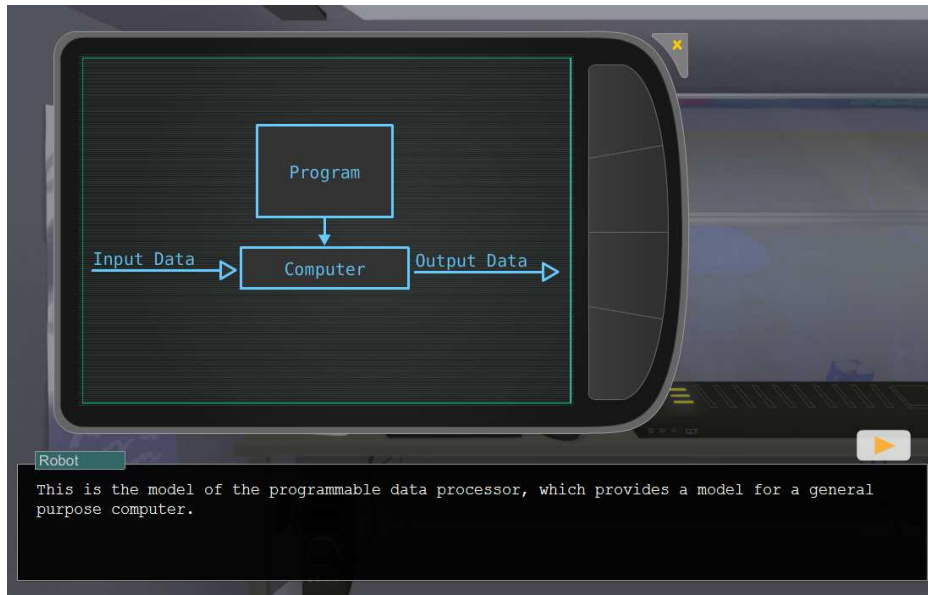 x
Program
Input Data
Computer
Output Data
Robot
This is the model of the programmable data processor, which provides a model for a general
purpose computer.